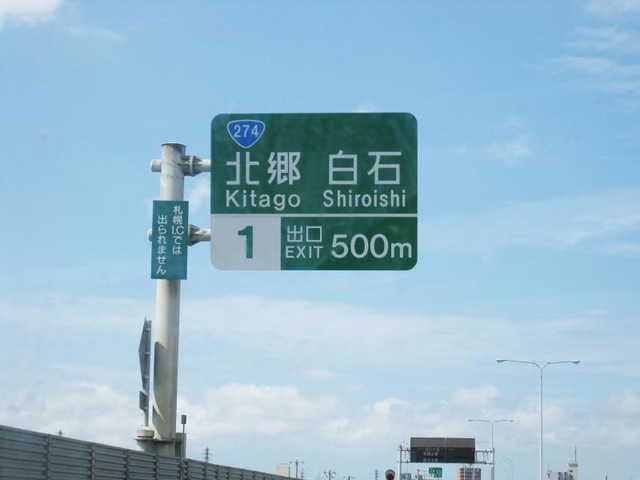 274
北郷 白石
Kitago Shiroishi
1 出口 EXIT 500m
札幌I.Cでは
出られません